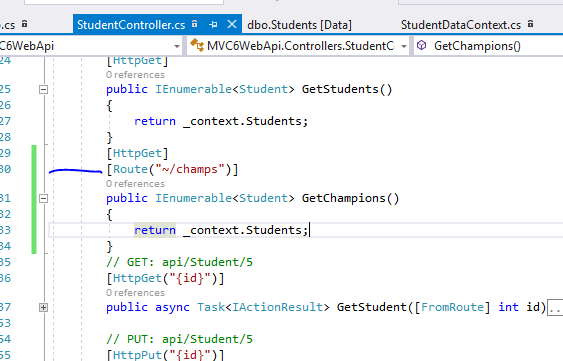 o.cs StudentController.cs dbo.Students [Data] StudentDataContext.cs
VC6WebApi MVC6WebApi.Controllers.StudentC GetChampions()
24 [HttpGet]
0 references
25 public IEnumerable<Student> GetStudents()
26 {
27 return _context.Students;
28 }
29 [HttpGet]
30 [Route("~/champs")]
0 references
31 public IEnumerable<Student> GetChampions()
32 {
33 return _context.Students;
34 }
35 // GET: api/Student/5
36 [HttpGet("{id}")]
0 references
37 public async Task<IActionResult> GetStudent([FromRoute] int id)...
53
54 // PUT: api/Student/5
55 [HttpPut("{id}")]